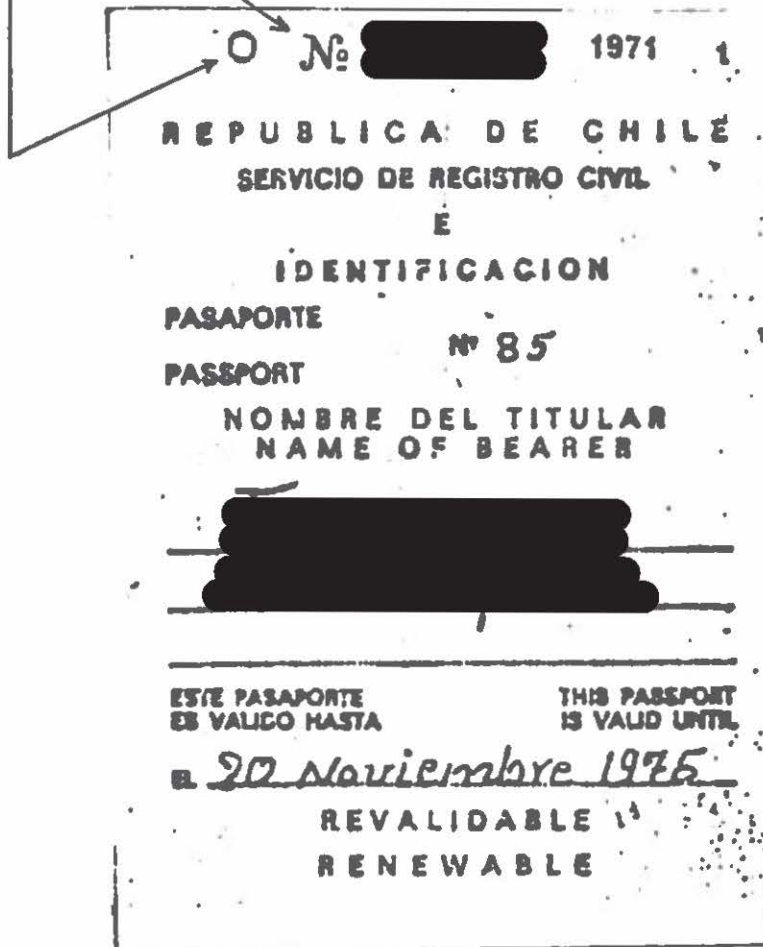 O Nº 1971 1
REPUBLICA DE CHILE
SERVICIO DE REGISTRO CIVIL
E
IDENTIFICACION
PASAPORTE
Nº 85
PASSPORT
NOMBRE DEL TITULAR
NAME OF BEARER
ESTE PASAPORTE THIS PASSPORT
ES VALIDO HASTA IS VALID UNTIL
EL 20 Noviembre 1975
REVALIDABLE
RENEWABLE